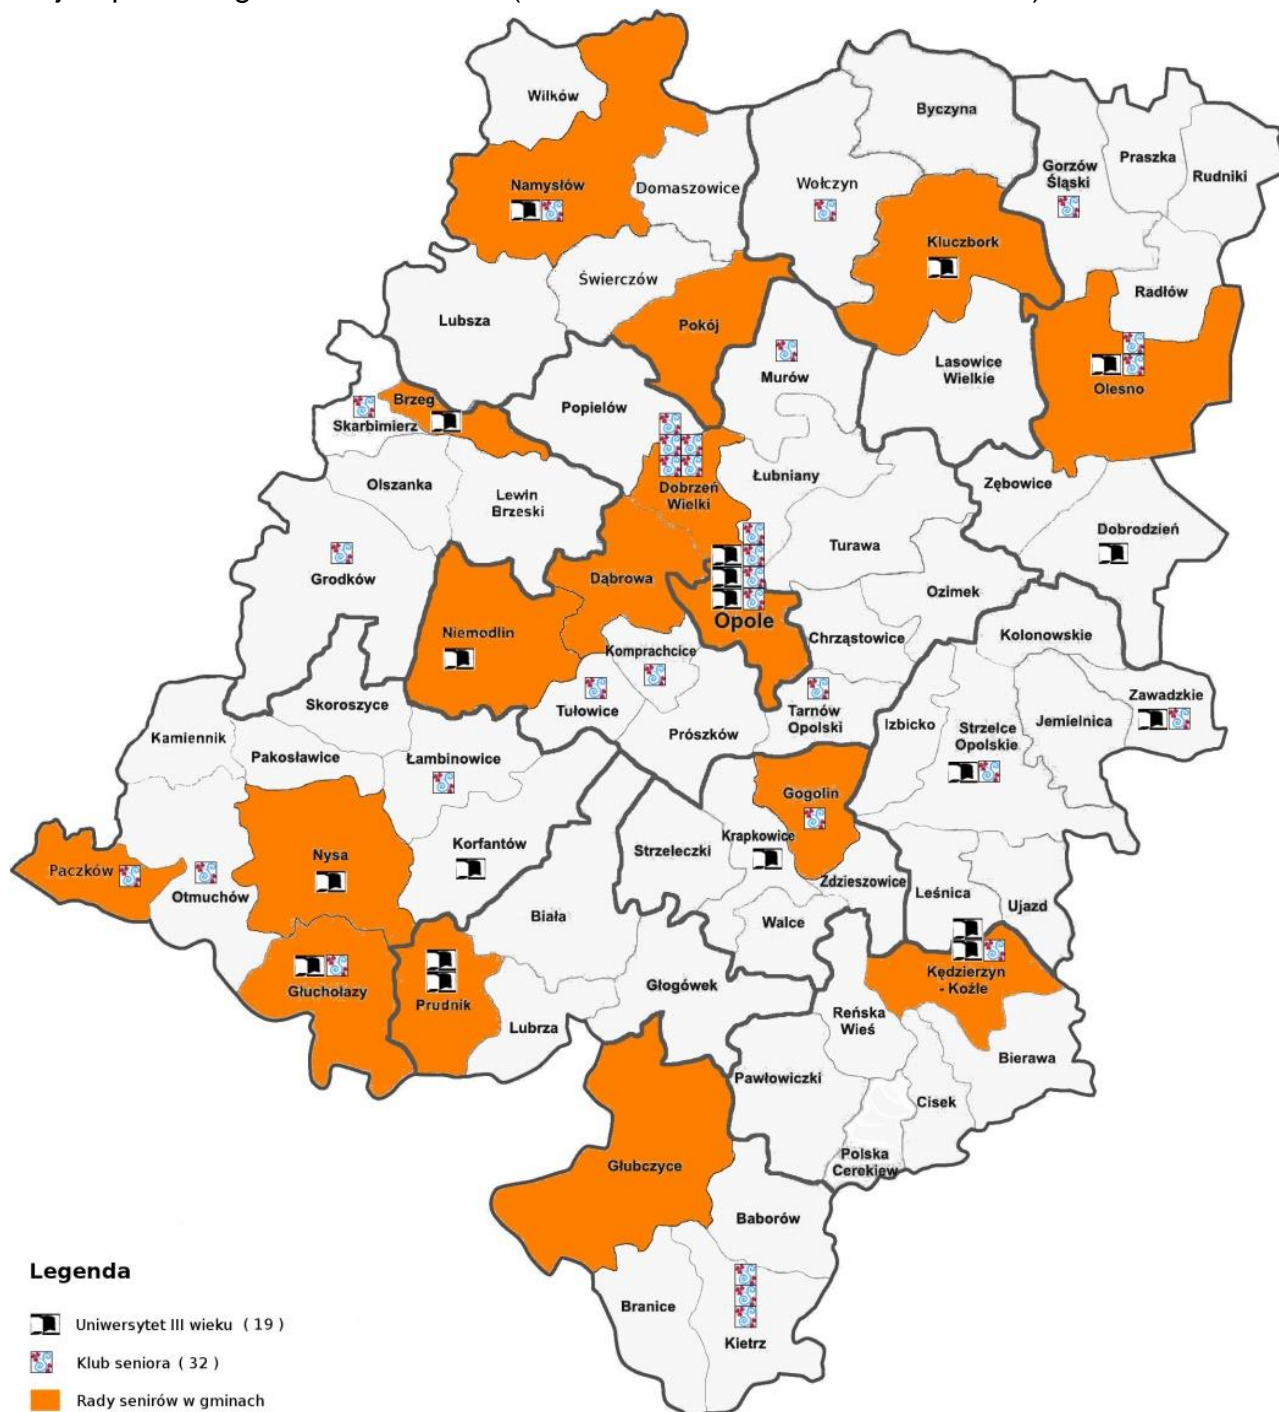 Wilków
Byczyna
Gorzów
Śląski
Praszka
Rudniki
Namysłów
Domaszowice
Wołczyn
Kluczbork
Świerczów
Radłów
Lubsza
Pokój
Murów
Lasowice
Wielkie
Olesno
Brzeg
Skarbimierz
Popielów
Olszanka
Lewin
Brzeski
Dobrzeń
Wielki
Łubniany
Zębowice
Dobrodzień
Turawa
Grodków
Dąbrowa
Ozimek
Opole
Niemodlin
Komprachcice
Chrząstowice
Kolonowskie
Skoroszyce
Tułowice
Tarnów
Opolski
Izbicko
Strzelce
Opolskie
Jemielnica
Zawadzkie
Kamiennik
Pakosławice
Łambinowice
Prószków
Gogolin
Krapkowice
Strzeleczki
Korfantów
Nysa
Paczków
Otmuchów
Zdzieszowice
Leśnica
Ujazd
Biała
Walce
Kędzierzyn
- Koźle
Głuchołazy
Prudnik
Głogówek
Reńska
Wieś
Lubrza
Bierawa
Pawłowiczki
Cisek
Polska
Cerekiew
Głubczyce
Baborów
Branice
Kietrz
Legenda
Uniwersytet III wieku ( 19 )
Klub seniora ( 32 )
Rady senirów w gminach